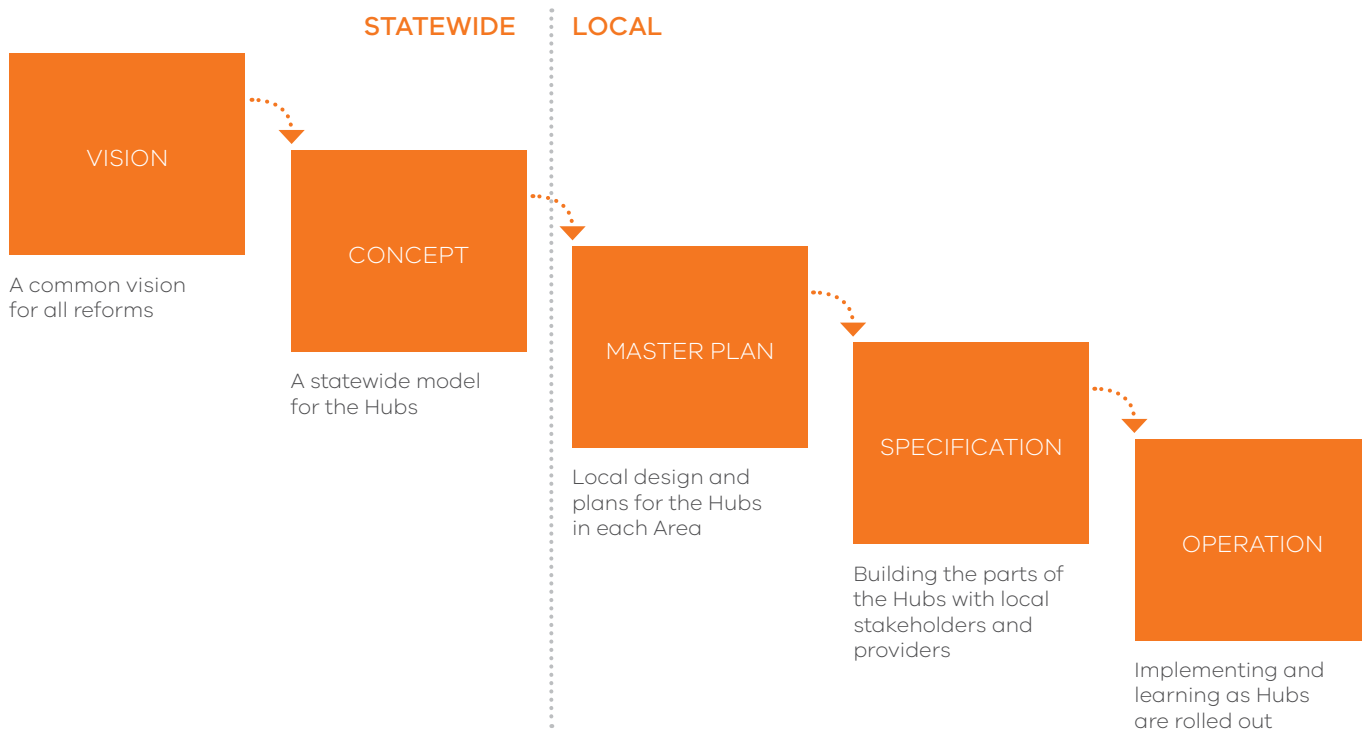 STATEWIDE
LOCAL
VISION
A common vision
for all reforms
CONCEPT
A statewide model
for the Hubs
MASTER PLAN
Local design and
plans for the Hubs
in each Area
SPECIFICATION
Building the parts of
the Hubs with local
stakeholders and
providers
OPERATION
Implementing and
learning as Hubs
are rolled out